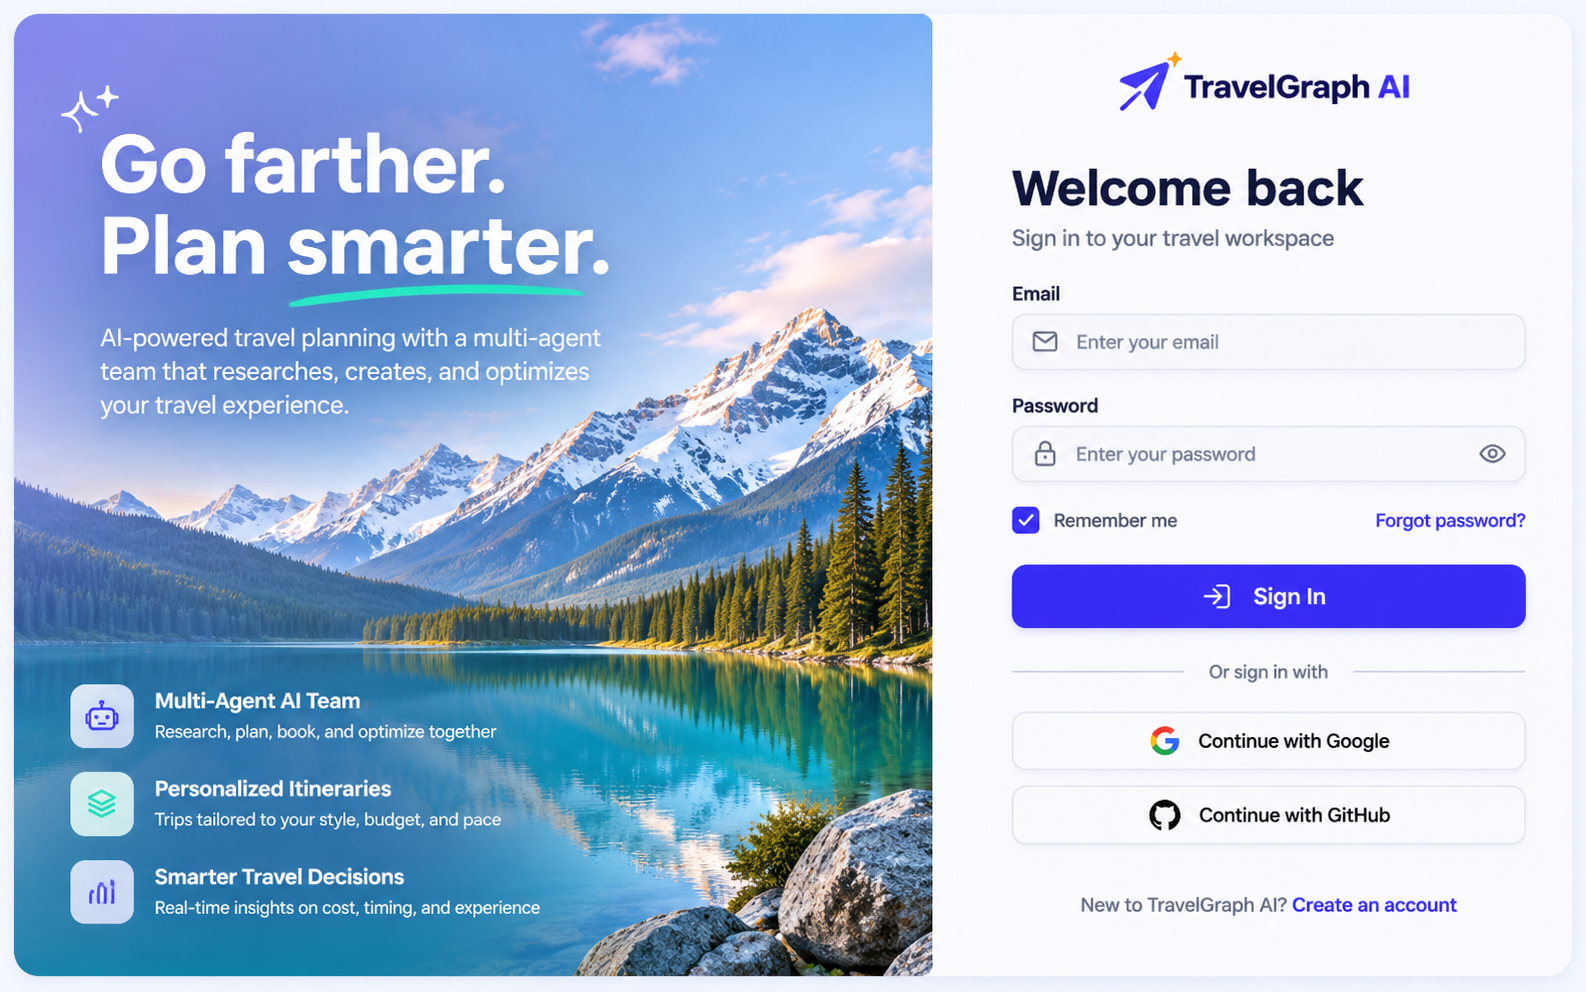 Go farther.
Plan smarter.
AI-powered travel planning with a multi-agent
team that researches, creates, and optimizes
your travel experience.
Multi-Agent AI Team
Research, plan, book, and optimize together
Personalized Itineraries
Trips tailored to your style, budget, and pace
Smarter Travel Decisions
Real-time insights on cost, timing, and experience
TravelGraph AI
Welcome back
Sign in to your travel workspace
Email
Enter your email
Password
Enter your password
Remember me
Forgot password?
Sign In
Or sign in with
Continue with Google
Continue with GitHub
New to TravelGraph AI? Create an account